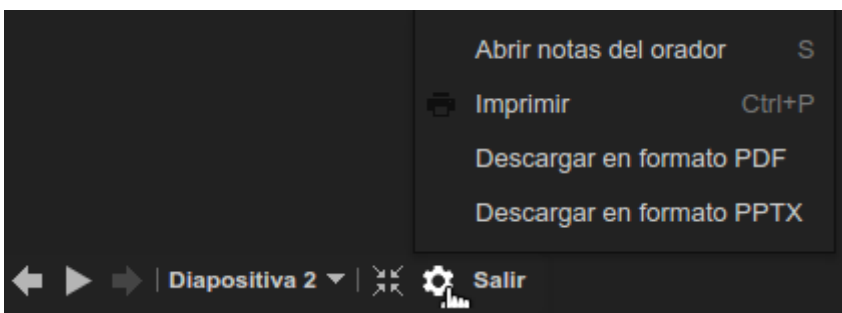 Abrir notas del orador S
Imprimir Ctrl+P
Descargar en formato PDF
Descargar en formato PPTX
Diapositiva 2 Salir